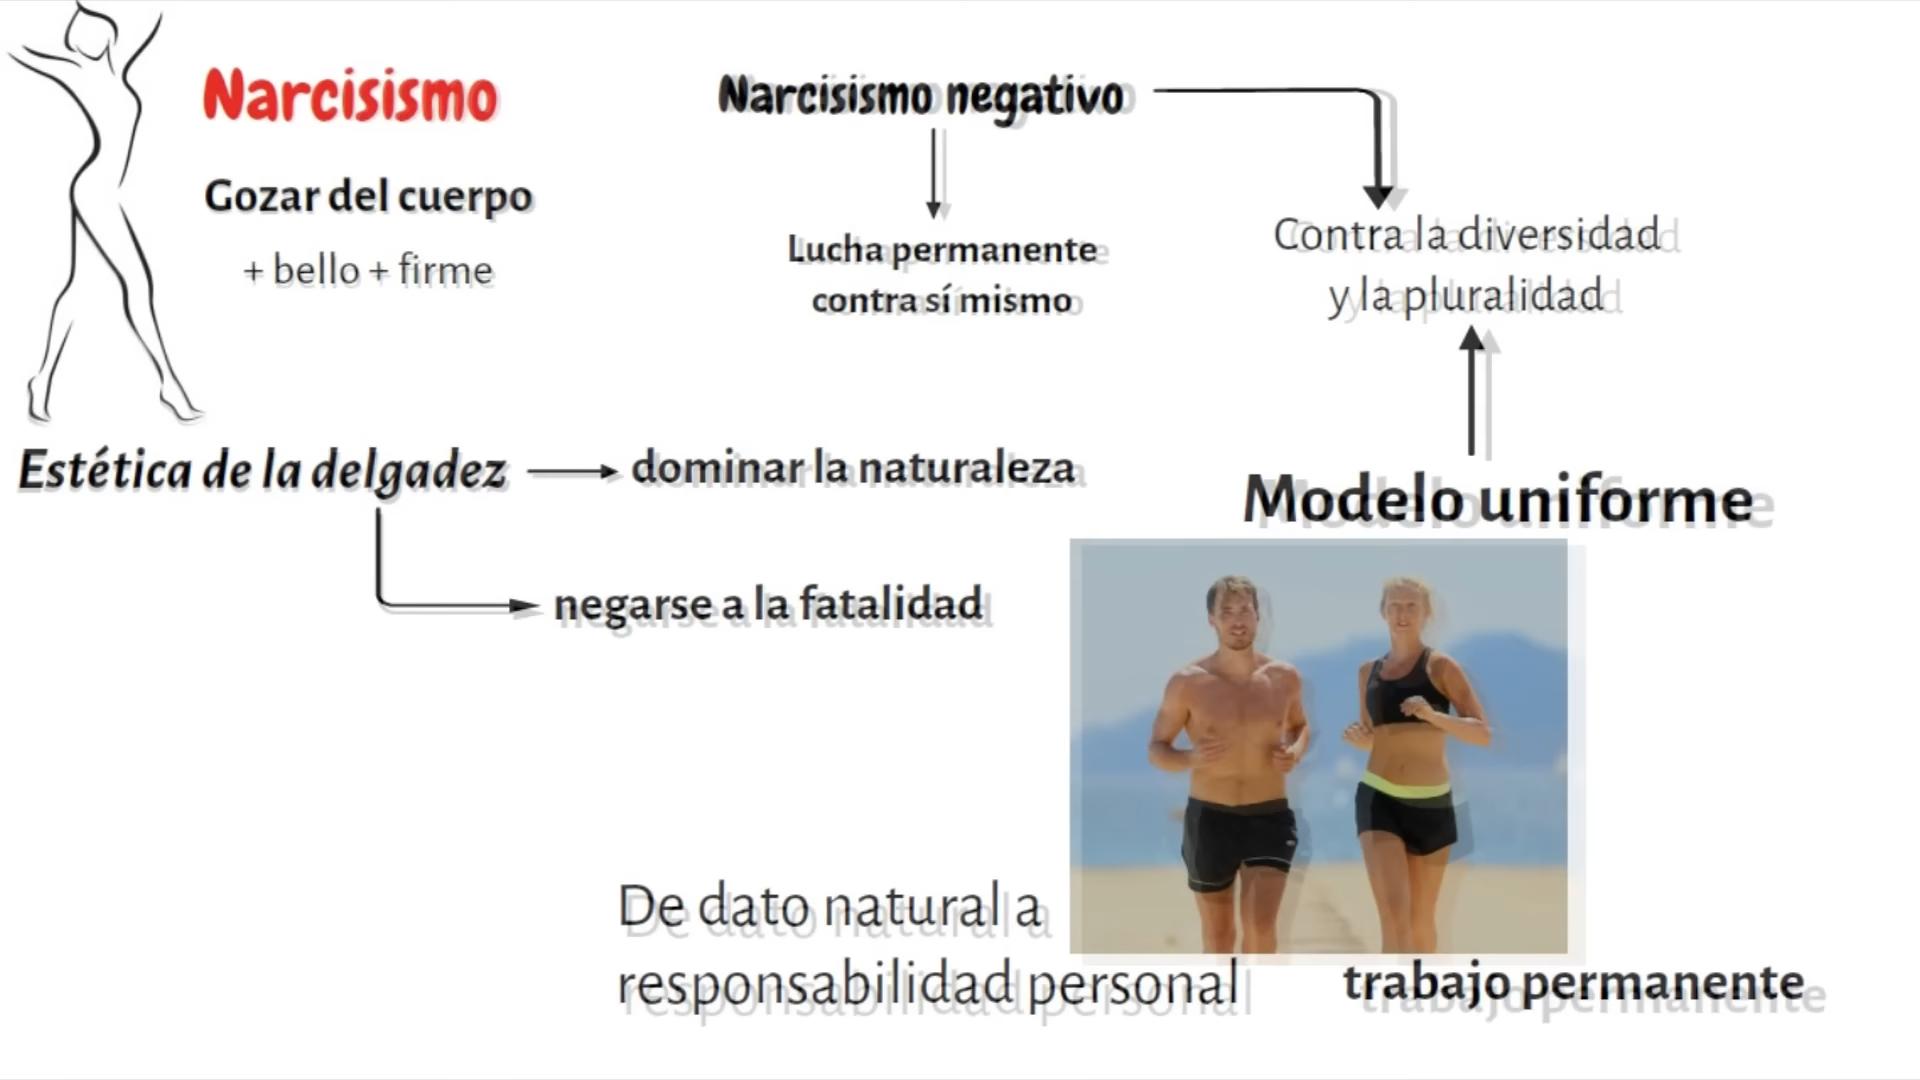 Narcisismo
Gozar del cuerpo
+ bello + firme
Narcisismo negativo
Lucha permanente
contra sí mismo
Contra la diversidad
y la pluralidad
Estética de la delgadez
dominar la naturaleza
negarse a la fatalidad
Modelo uniforme
De dato natural a
responsabilidad personal
trabajo permanente